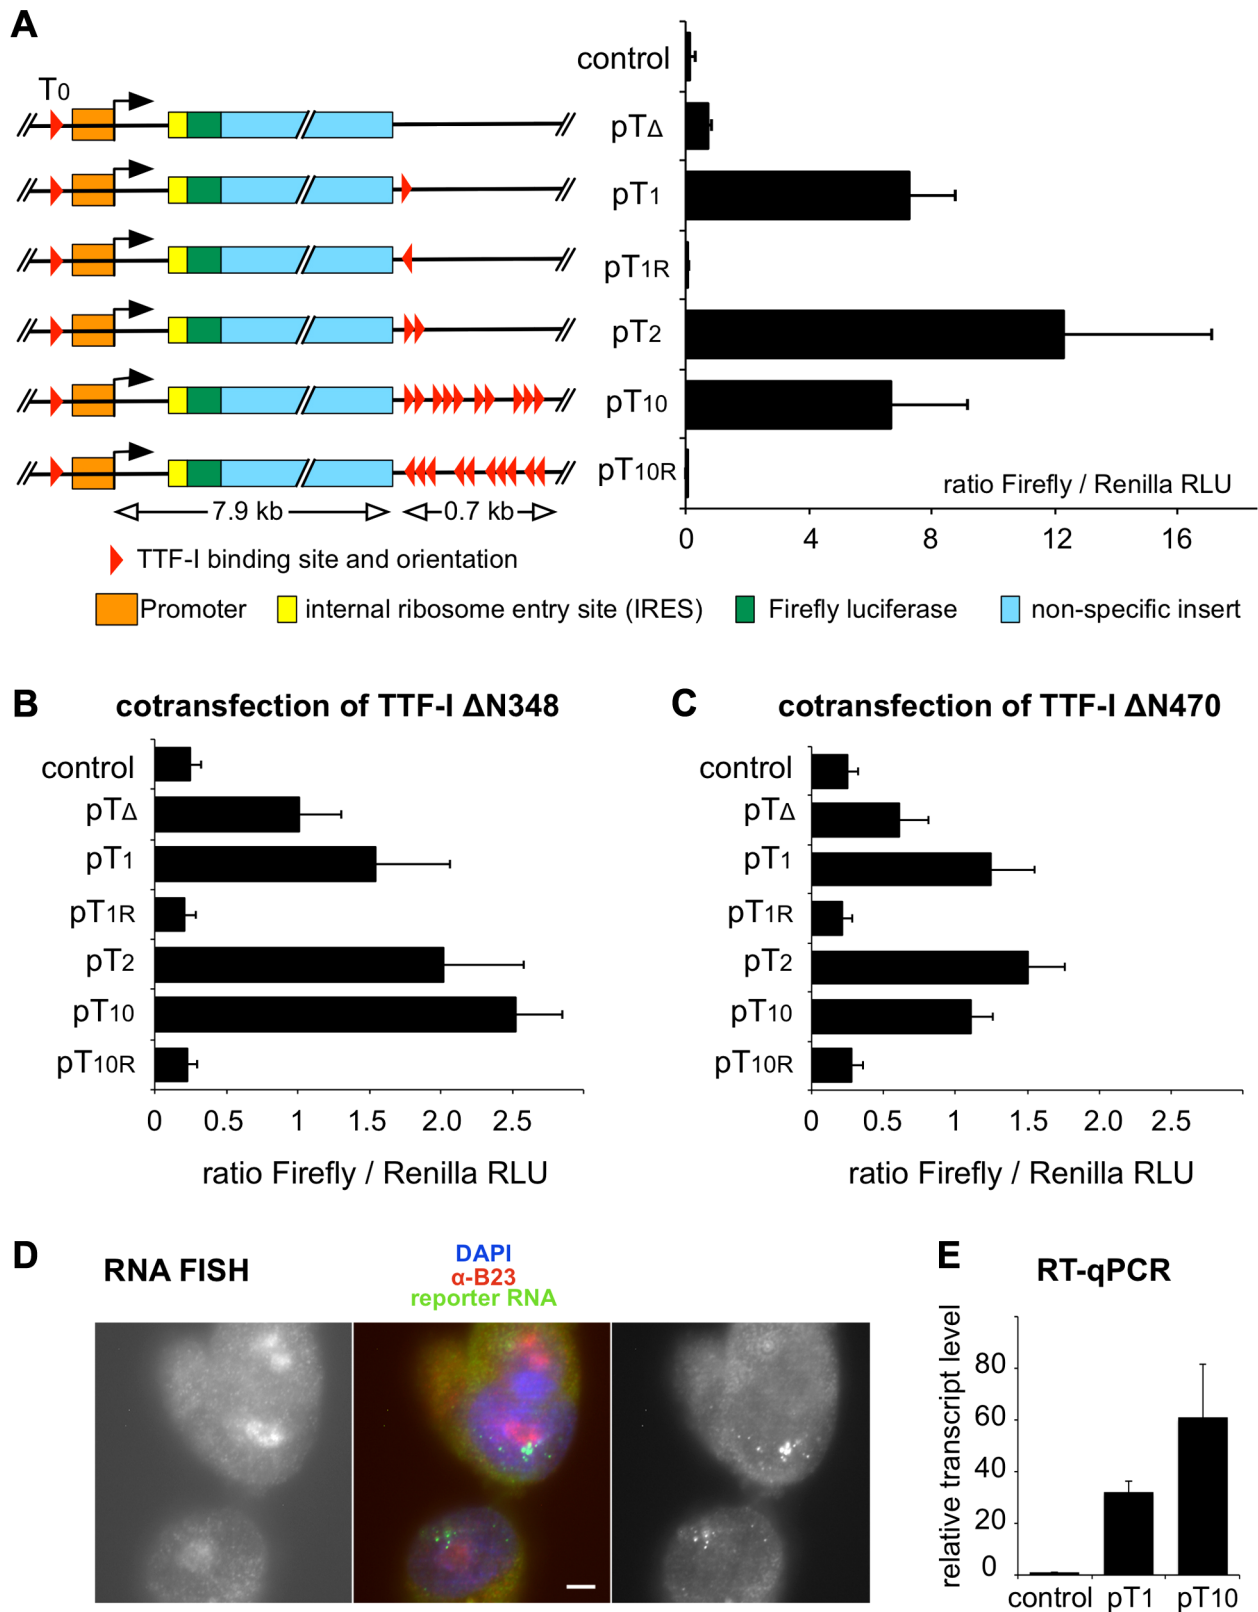 A
T0
control
pTΔ
pT1
pT1R
pT2
pT10
pT10R
ratio Firefly / Renilla RLU
0 4 8 12 16
7.9 kb 0.7 kb
TTF-I binding site and orientation
Promoter internal ribosome entry site (IRES) Firefly luciferase non-specific insert
B cotransfection of TTF-I ΔN348
control
pTΔ
pT1
pT1R
pT2
pT10
pT10R
0 0.5 1 1.5 2.0 2.5
ratio Firefly / Renilla RLU
C cotransfection of TTF-I ΔN470
control
pTΔ
pT1
pT1R
pT2
pT10
pT10R
0 0.5 1 1.5 2.0 2.5
ratio Firefly / Renilla RLU
D
RNA FISH
DAPI
α-B23
reporter RNA
E
RT-qPCR
relative transcript level
80
60
40
20
0
control pT1 pT10